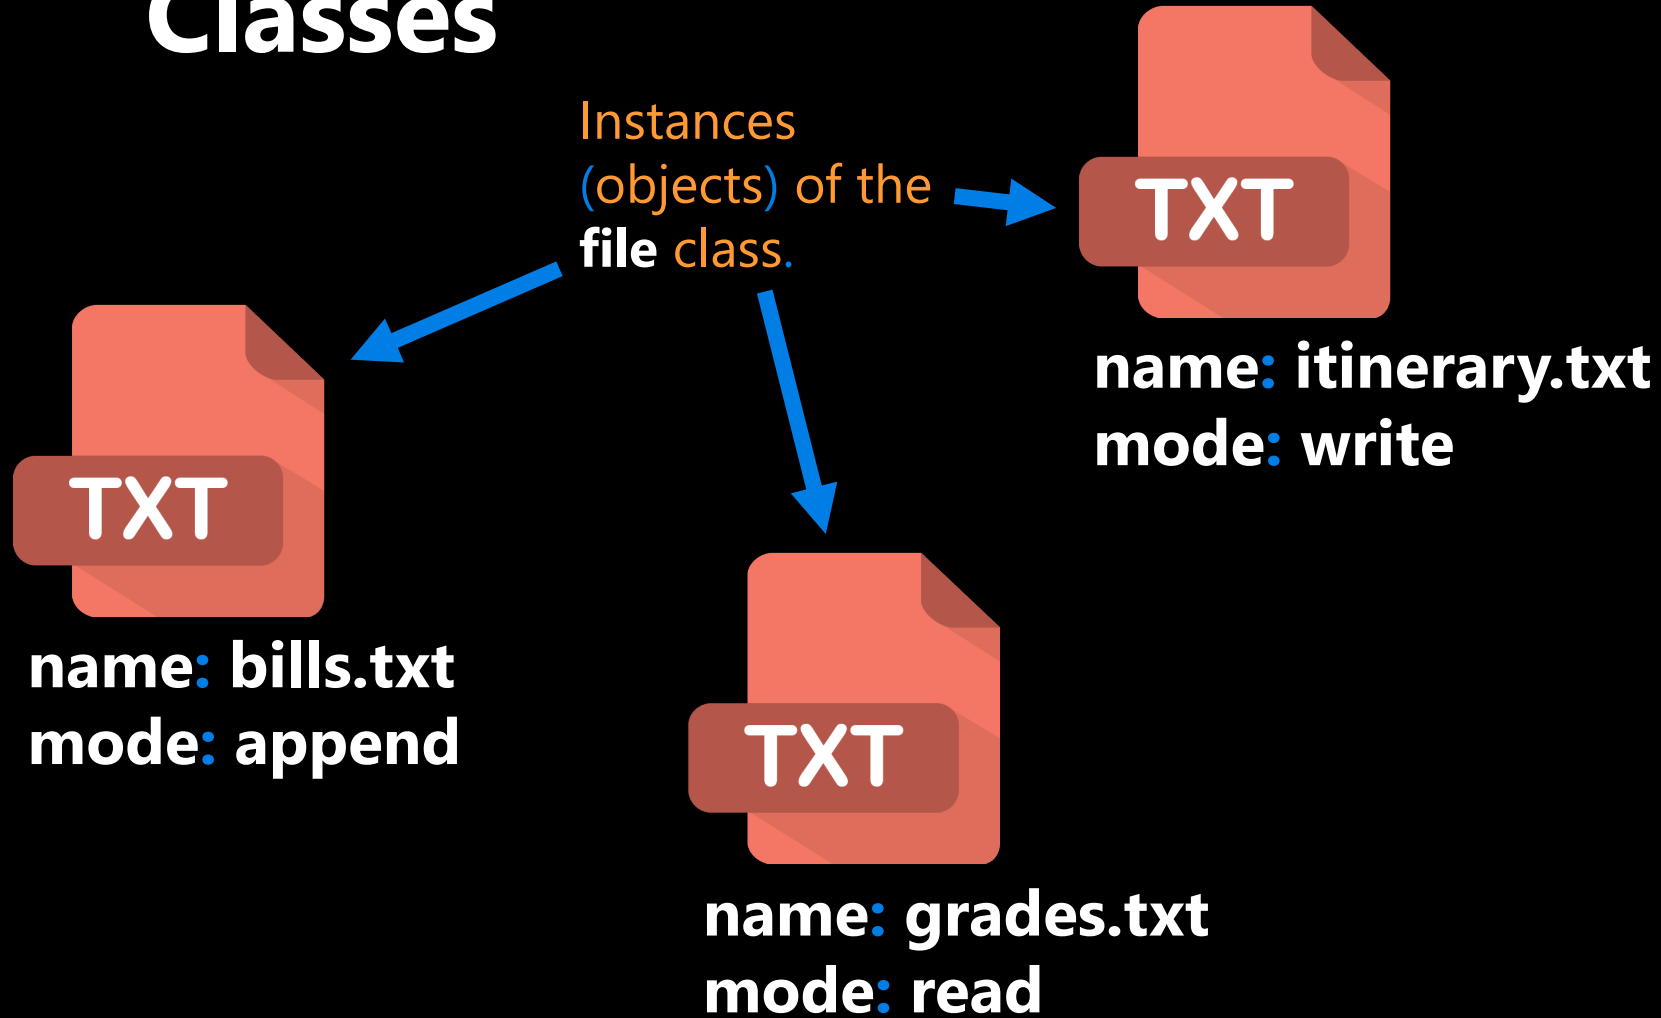 Classes
Instances
(objects) of the
file class.
TXT
name: itinerary.txt
mode: write
TXT
name: bills.txt
mode: append
TXT
name: grades.txt
mode: read